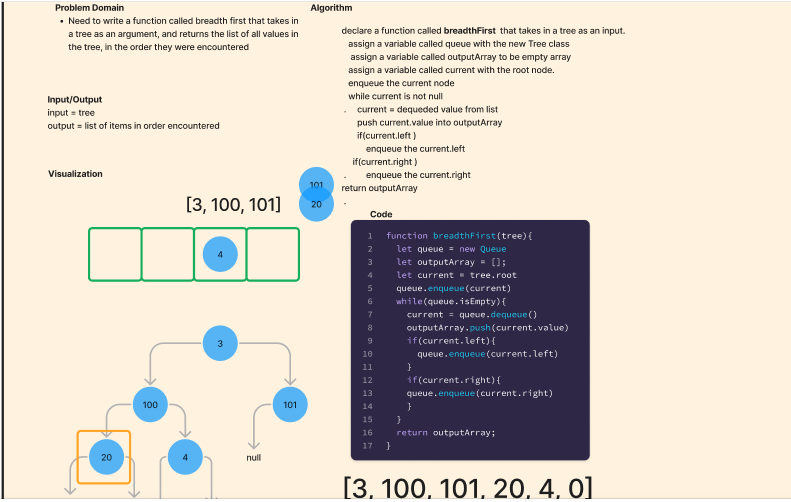 Problem Domain
• Need to write a function called breadth first that takes in
a tree as an argument, and returns the list of all values in
the tree, in the order they were encountered
Input/Output
input = tree
output = list of items in order encountered
Visualization
[3, 100, 101]
101
20
4
3
100
101
20
4
null
Algorithm
declare a function called breadthFirst that takes in a tree as an input.
assign a variable called queue with the new Tree class
assign a variable called outputArray to be empty array
assign a variable called current with the root node.
enqueue the current node
while current is not null
. current = dequeded value from list
push current.value into outputArray
if(current.left )
enqueue the current.left
if(current.right )
. enqueue the current.right
return outputArray
.
Code
1 function breadthFirst(tree){
2 let queue = new Queue
3 let outputArray = [];
4 let current = tree.root
5 queue.enqueue(current)
6 while(queue.isEmpty){
7 current = queue.dequeue()
8 outputArray.push(current.value)
9 if(current.left){
10 queue.enqueue(current.left)
11 }
12 if(current.right){
13 queue.enqueue(current.right)
14 }
15 }
16 return outputArray;
17 }
[3, 100, 101, 20, 4, 0]